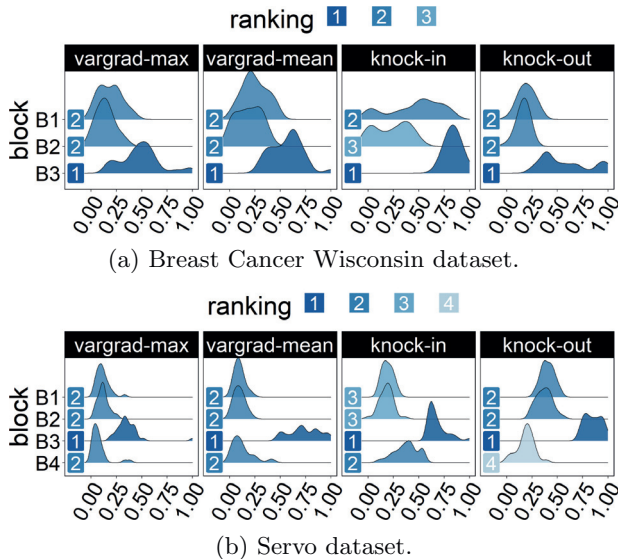 ranking 1 2 3
vargrad-max vargrad-mean knock-in knock-out
block
B1 2 2 2 2
B2 2 2 3 2
B3 1 1 1 1
0.00 0.25 0.50 0.75 1.00 0.00 0.25 0.50 0.75 1.00 0.00 0.25 0.50 0.75 1.00 0.00 0.25 0.50 0.75 1.00
(a) Breast Cancer Wisconsin dataset.
ranking 1 2 3 4
vargrad-max vargrad-mean knock-in knock-out
block
B1 2 2 3 2
B2 2 2 3 2
B3 1 1 1 1
B4 2 2 2 4
0.00 0.25 0.50 0.75 1.00 0.00 0.25 0.50 0.75 1.00 0.00 0.25 0.50 0.75 1.00 0.00 0.25 0.50 0.75 1.00
(b) Servo dataset.